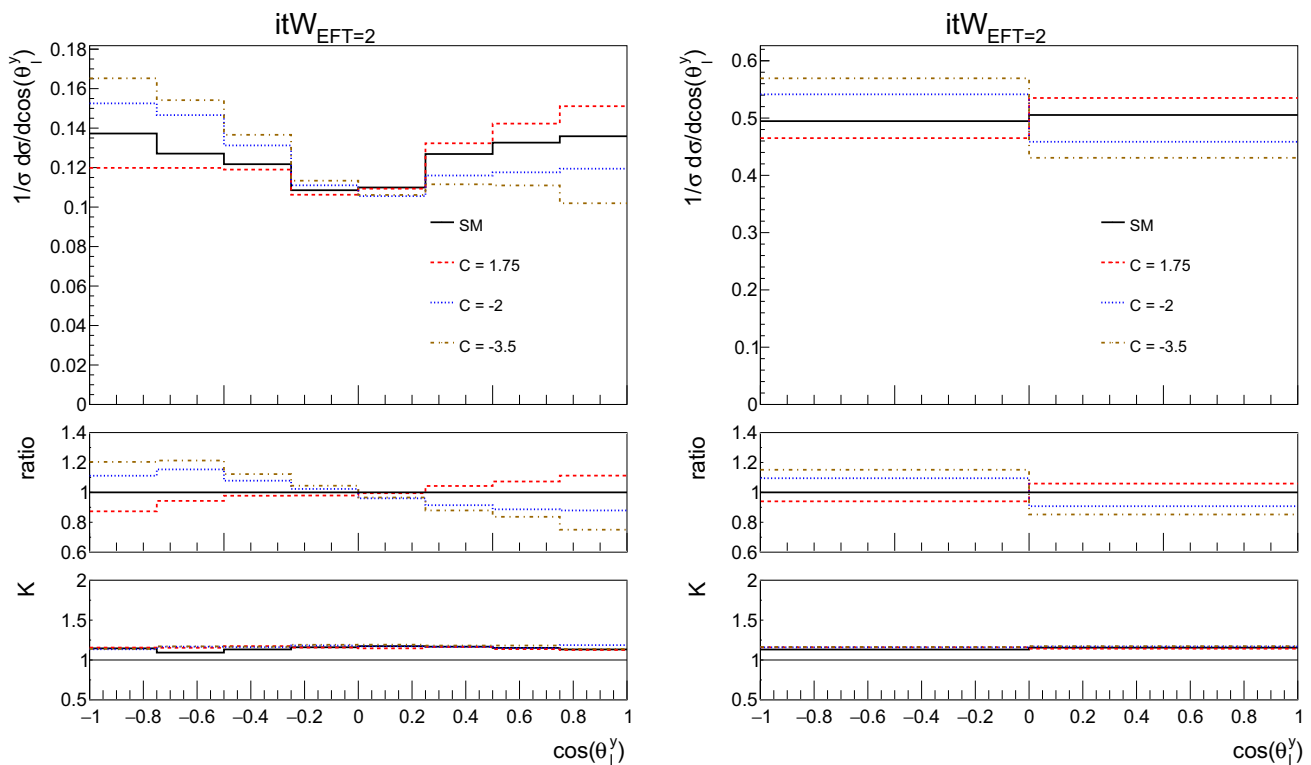 itW_EFT=2
1/σ dσ/dcos(θ_l^y)
0.18
0.16
0.14
0.12
0.1
0.08
0.06
0.04
0.02
0
SM
C = 1.75
C = -2
C = -3.5
ratio
1.4
1.2
1
0.8
0.6
K
2
1.5
1
0.5
−1 −0.8 −0.6 −0.4 −0.2 0 0.2 0.4 0.6 0.8 1
cos(θ_l^y)
itW_EFT=2
1/σ dσ/dcos(θ_l^y)
0.6
0.5
0.4
0.3
0.2
0.1
0
SM
C = 1.75
C = -2
C = -3.5
ratio
1.4
1.2
1
0.8
0.6
K
2
1.5
1
0.5
−1 −0.8 −0.6 −0.4 −0.2 0 0.2 0.4 0.6 0.8 1
cos(θ_l^y)